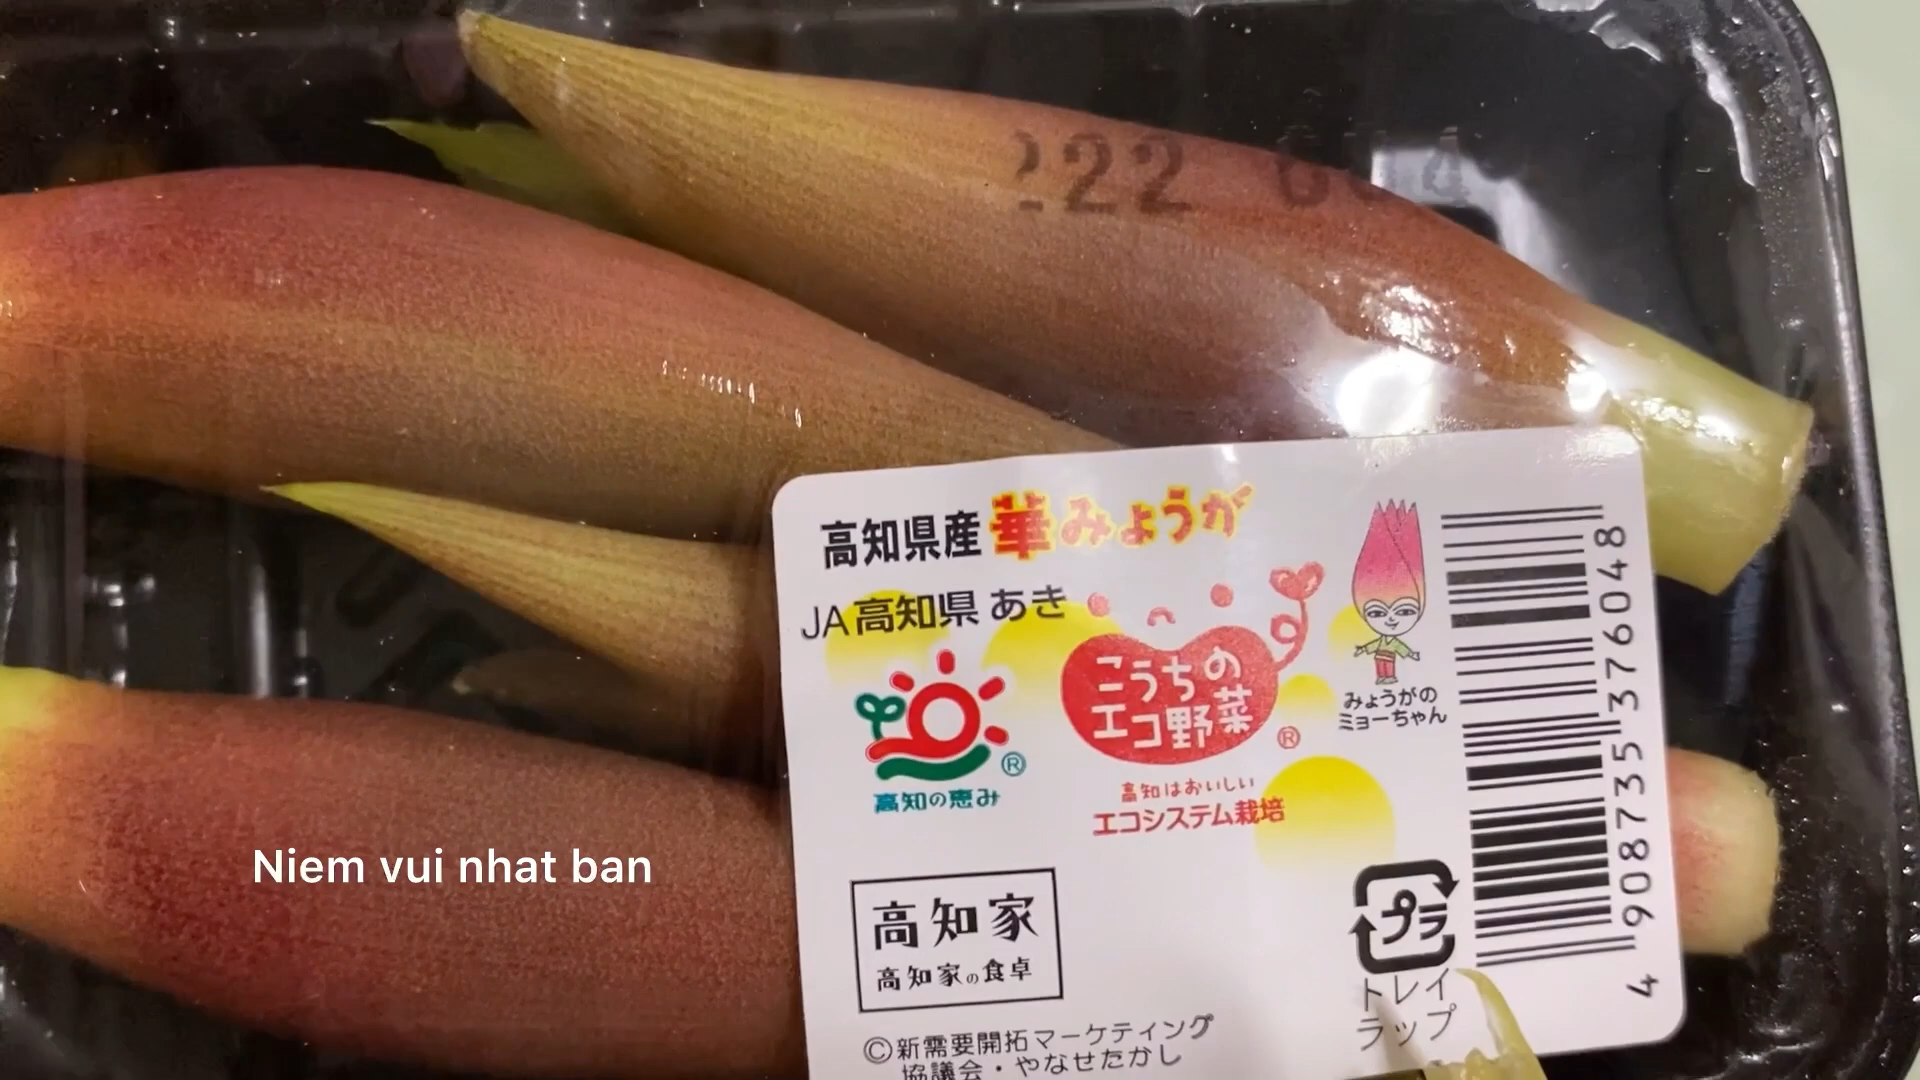 222
高知県産 華みょうが
JA高知県 あき
こうちの
エコ野菜
®
高知はおいしい
エコシステム栽培
®
高知の恵み
みょうがの
ミョーちゃん
4908735376048
高知家
高知家の食卓
プラ
トレイ
ラップ
©新需要開拓マーケティング
協議会・やなせたかし
Niem vui nhat ban